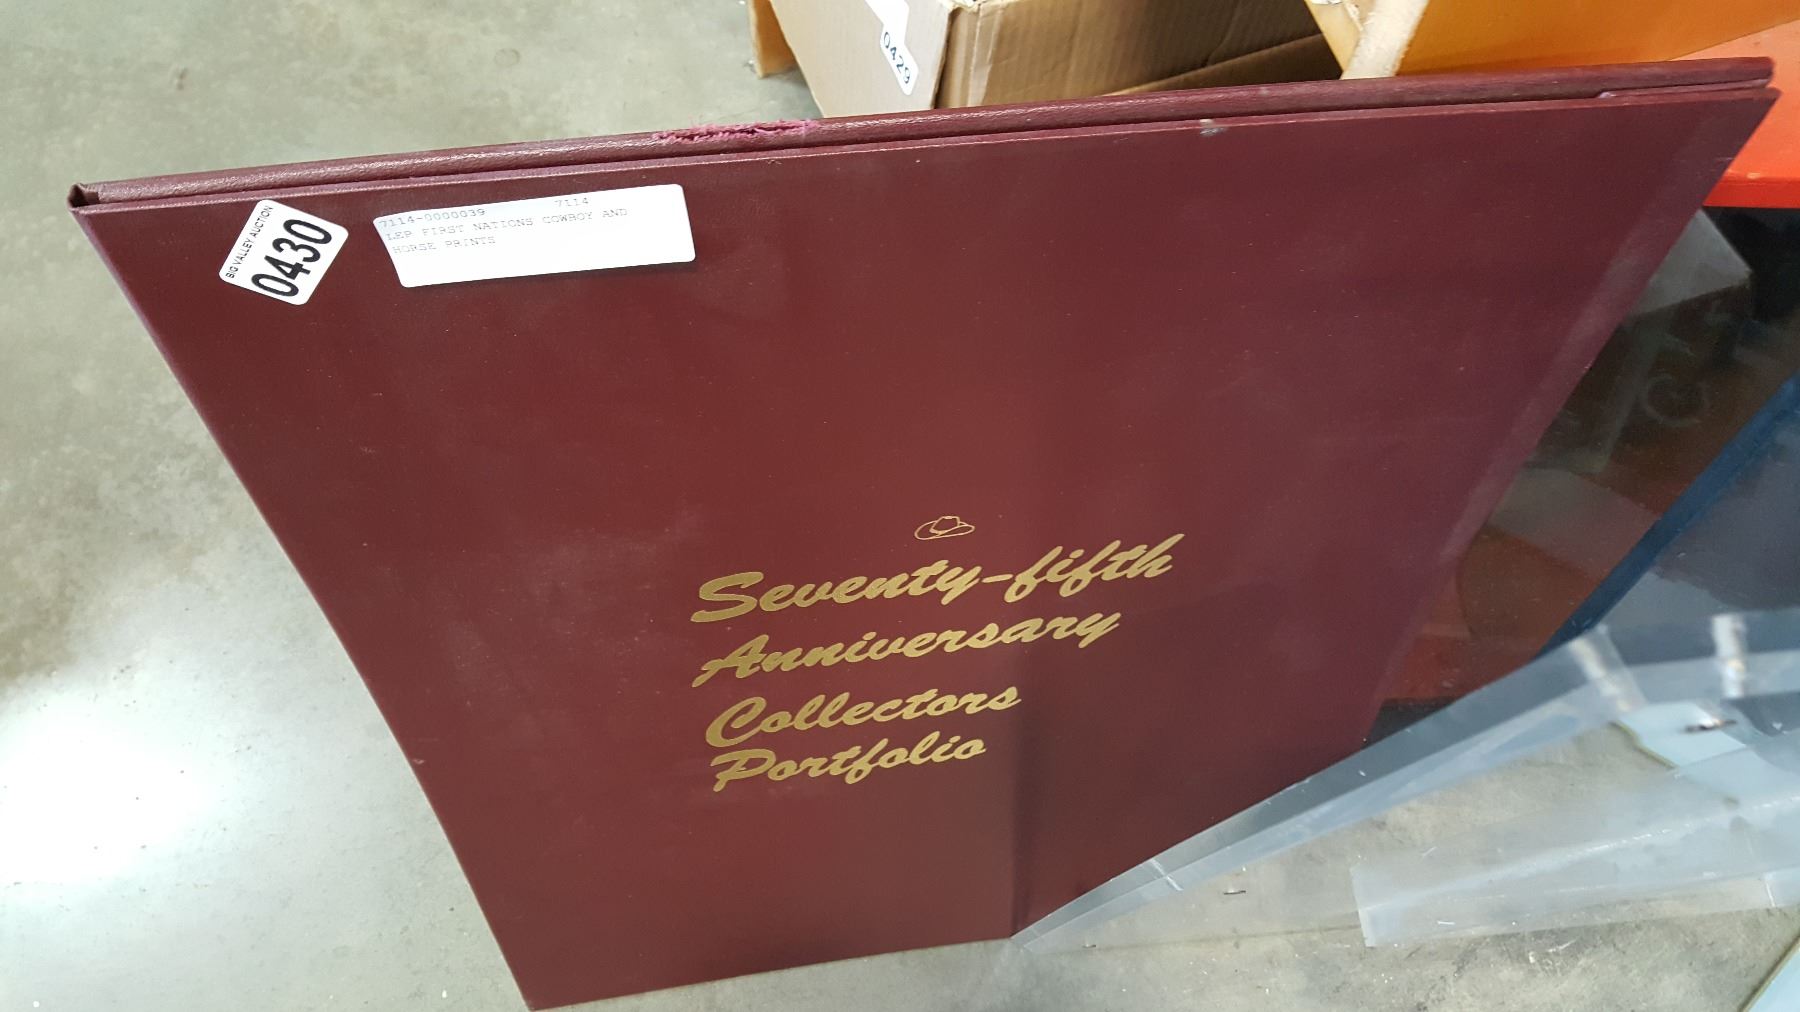 0429
BIG VALLEY AUCTION
0430
7114-0000039 7114
LEP FIRST NATIONS COWBOY AND
HORSE PRINTS
Seventy-fifth
Anniversary
Collectors
Portfolio